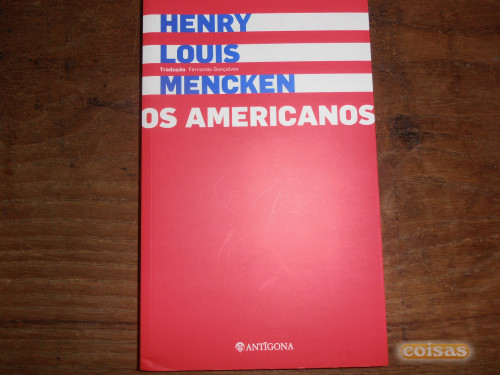 HENRY
LOUIS
Tradução Fernando Gonçalves
MENCKEN
OS AMERICANOS
ANTÍGONA
coisas